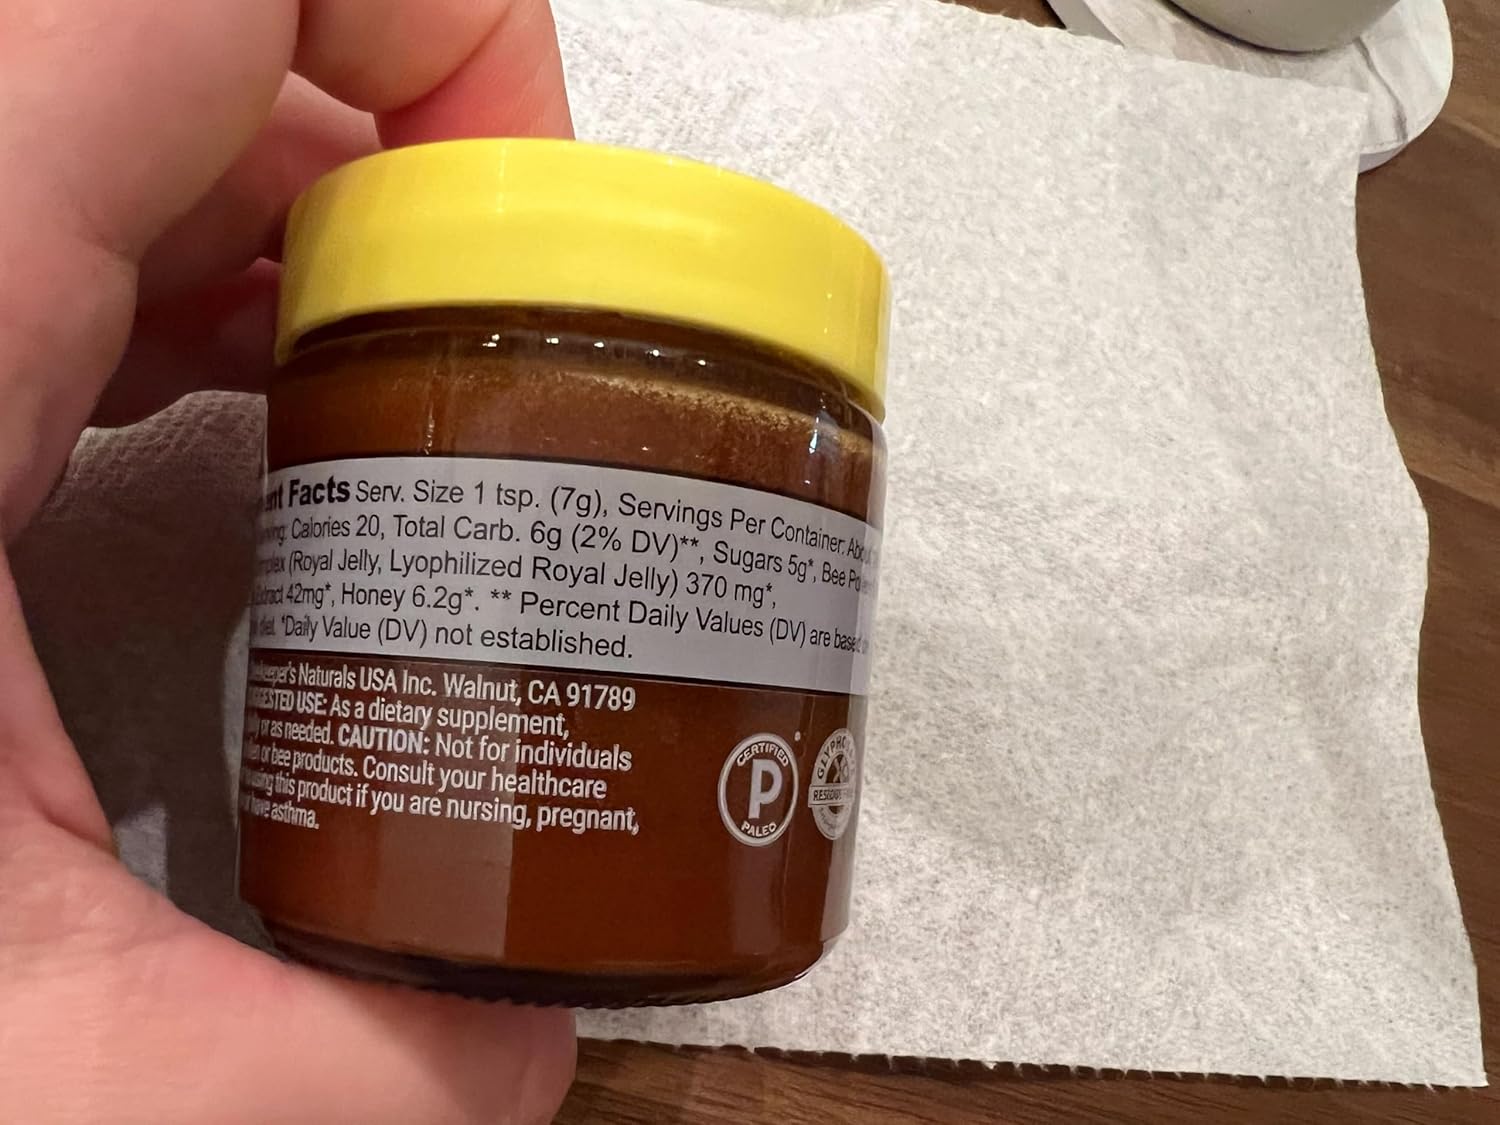 Facts Serv. Size 1 tsp. (7g), Servings Per Container:
Calories 20, Total Carb. 6g (2% DV)**, Sugars 5g*, Bee
(Royal Jelly, Lyophilized Royal Jelly) 370 mg*,
42mg*, Honey 6.2g*. ** Percent Daily Values (DV) are
*Daily Value (DV) not established.
Naturals USA Inc. Walnut, CA 91789
USE: As a dietary supplement,
or as needed. CAUTION: Not for individuals
or bee products. Consult your healthcare
using this product if you are nursing, pregnant,
have asthma.
CERTIFIED
P
PALEO